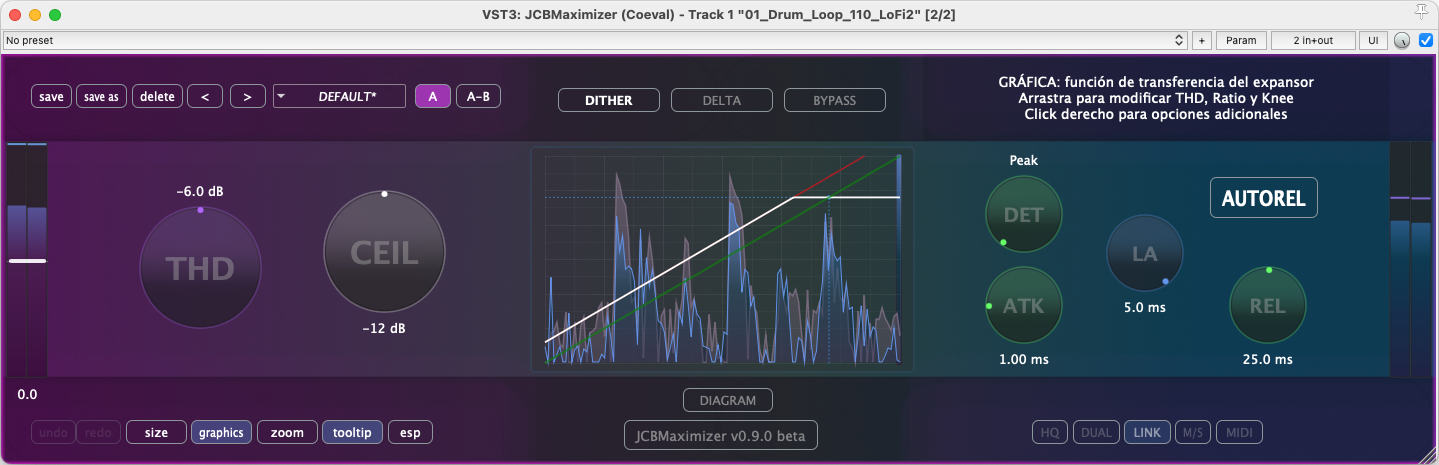 VST3: JCBMaximizer (Coeval) - Track 1 "01_Drum_Loop_110_LoFi2" [2/2]
No preset
+
Param
2 in+out
UI
save
save as
delete
<
>
DEFAULT*
A
A-B
DITHER
DELTA
BYPASS
GRÁFICA: función de transferencia del expansor
Arrastra para modificar THD, Ratio y Knee
Click derecho para opciones adicionales
-6.0 dB
THD
CEIL
-12 dB
Peak
DET
ATK
1.00 ms
LA
5.0 ms
AUTOREL
REL
25.0 ms
0.0
DIAGRAM
undo
redo
size
graphics
zoom
tooltip
esp
JCBMaximizer v0.9.0 beta
HQ
DUAL
LINK
M/S
MIDI